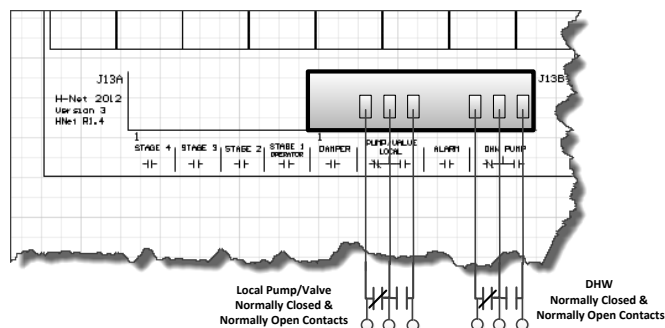 J13A
J13B
H-Net 2012
Version 3
HNet R1.4
1
1
STAGE 4
STAGE 3
STAGE 2
STAGE 1
OPERATOR
DAMPER
PUMP/VALVE
LOCAL
ALARM
DHW PUMP
Local Pump/Valve
Normally Closed &
Normally Open Contacts
DHW
Normally Closed &
Normally Open Contacts